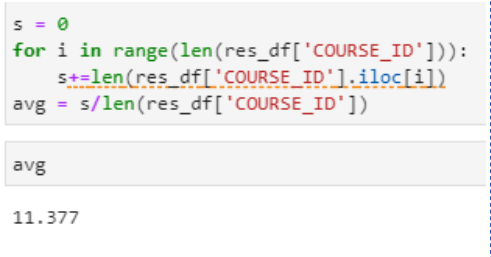 s = 0
for i in range(len(res_df['COURSE_ID'])):
    s+=len(res_df['COURSE_ID'].iloc[i])
avg = s/len(res_df['COURSE_ID'])
avg
11.377